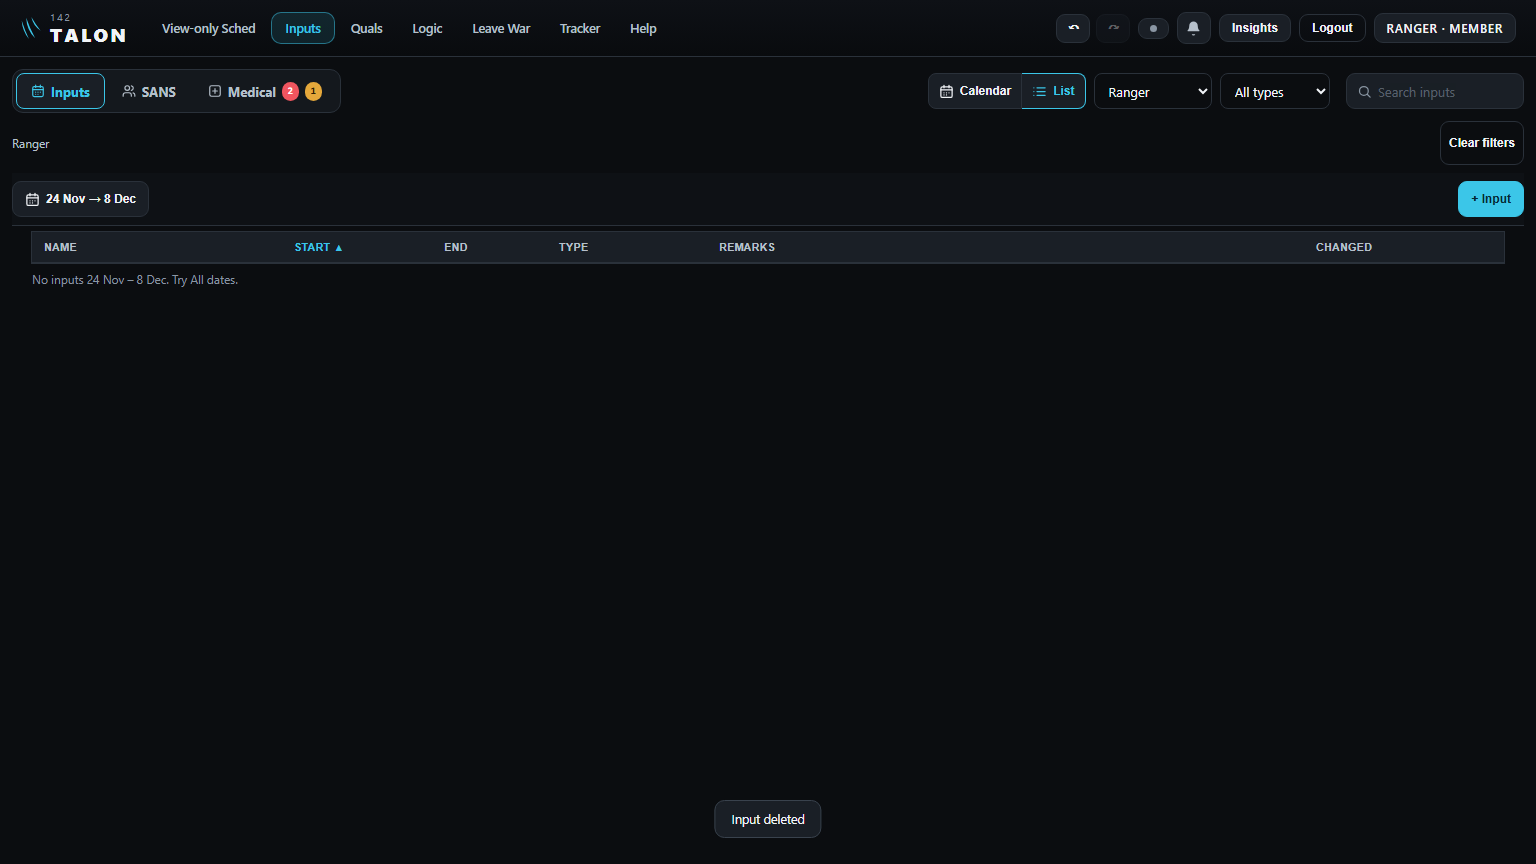 142
TALON
View-only Sched
Inputs
Quals
Logic
Leave War
Tracker
Help
Insights
Logout
RANGER · MEMBER
Inputs
SANS
Medical 2 1
Calendar
List
Ranger
All types
Search inputs
Ranger
Clear filters
24 Nov → 8 Dec
+ Input
NAME START ▲ END TYPE REMARKS CHANGED
No inputs 24 Nov – 8 Dec. Try All dates.
Input deleted